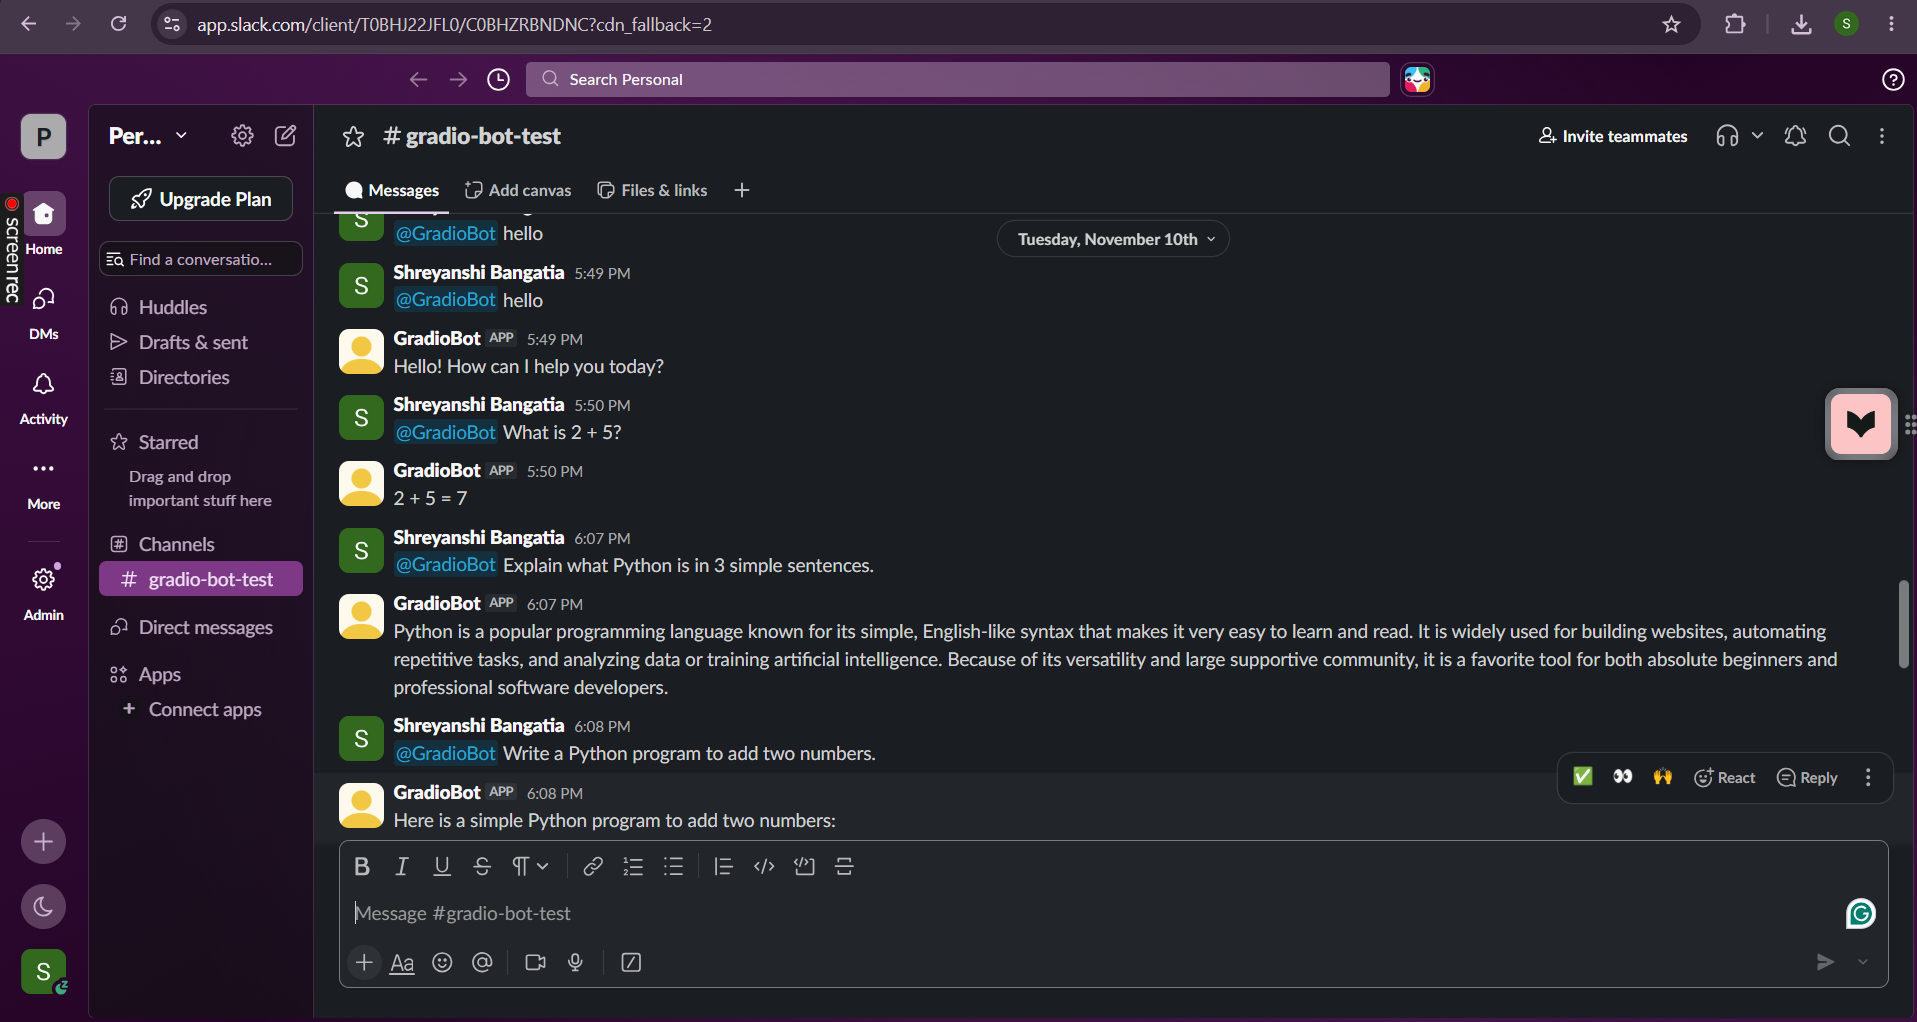 app.slack.com/client/T0BHJ22JFL0/C0BHZRBNDNC?cdn_fallback=2
S
Search Personal
P
Per...
# gradio-bot-test
Invite teammates
Upgrade Plan
Messages
Add canvas
Files & links
screenrec
Home
Find a conversatio...
Huddles
DMs
Drafts & sent
Directories
Activity
Starred
Drag and drop
important stuff here
More
Channels
# gradio-bot-test
Admin
Direct messages
Apps
Connect apps
S
Tuesday, November 10th
S
@GradioBot hello
S
Shreyanshi Bangatia 5:49 PM
@GradioBot hello
GradioBot APP 5:49 PM
Hello! How can I help you today?
S
Shreyanshi Bangatia 5:50 PM
@GradioBot What is 2 + 5?
GradioBot APP 5:50 PM
2 + 5 = 7
S
Shreyanshi Bangatia 6:07 PM
@GradioBot Explain what Python is in 3 simple sentences.
GradioBot APP 6:07 PM
Python is a popular programming language known for its simple, English-like syntax that makes it very easy to learn and read. It is widely used for building websites, automating
repetitive tasks, and analyzing data or training artificial intelligence. Because of its versatility and large supportive community, it is a favorite tool for both absolute beginners and
professional software developers.
S
Shreyanshi Bangatia 6:08 PM
@GradioBot Write a Python program to add two numbers.
React
Reply
GradioBot APP 6:08 PM
Here is a simple Python program to add two numbers:
B I U S
Message #gradio-bot-test
Aa